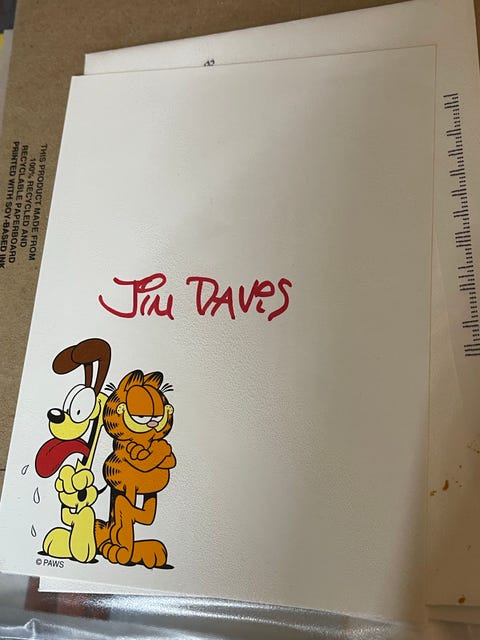 THIS PRODUCT MADE FROM
100% RECYCLED AND
RECYCLABLE PAPERBOARD
PRINTED WITH SOY-BASED INK
JIM DAVIS
© PAWS